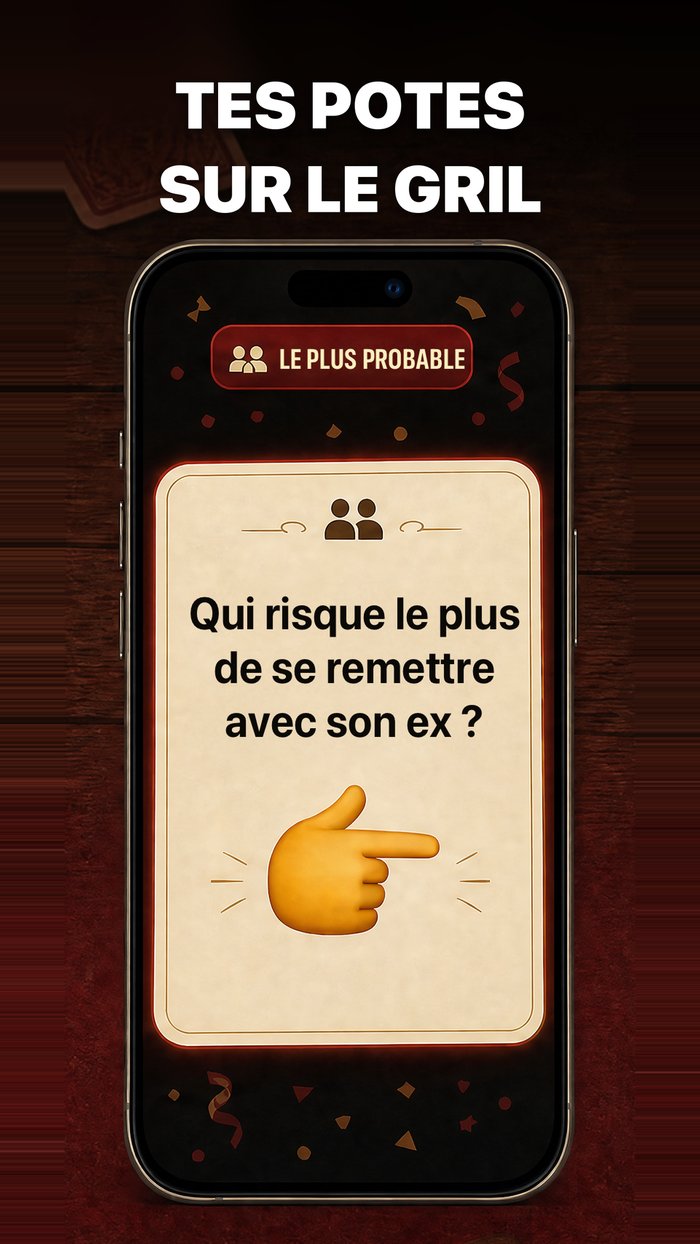 TES POTES
SUR LE GRIL
LE PLUS PROBABLE
Qui risque le plus
de se remettre
avec son ex ?